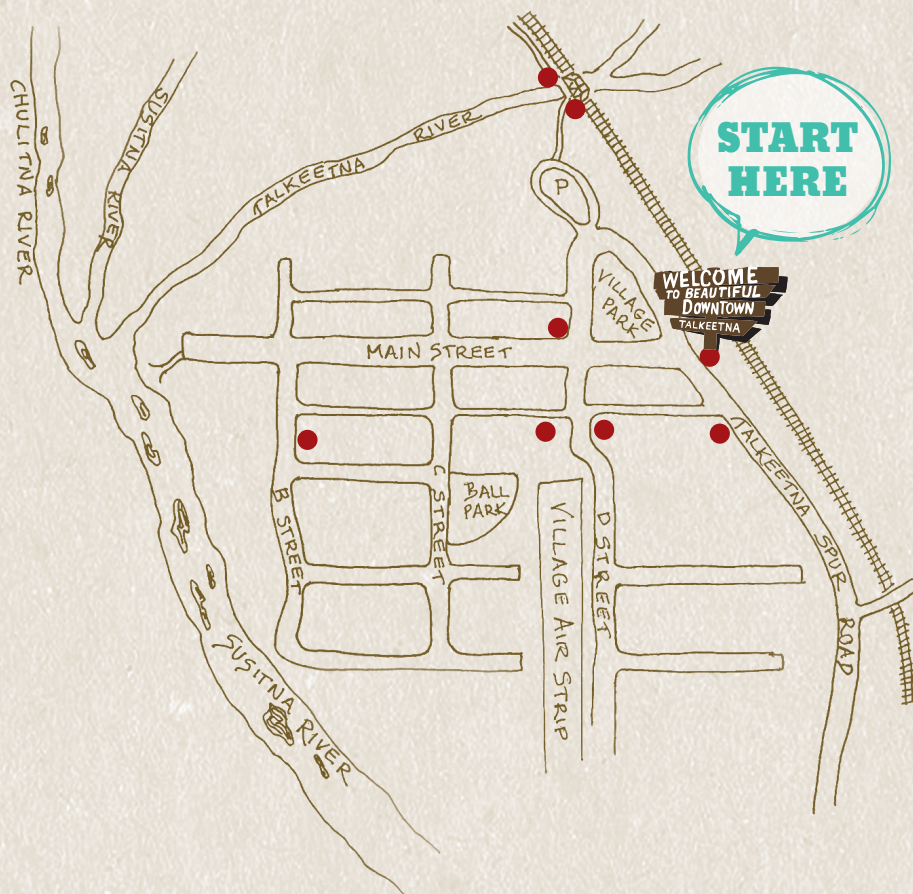 CHULITNA RIVER
SUSITNA RIVER
TALKEETNA RIVER
P
START
HERE
VILLAGE
PARK
WELCOME
TO BEAUTIFUL
DOWNTOWN
TALKEETNA
MAIN STREET
B STREET
C STREET
BALL
PARK
VILLAGE AIR STRIP
D STREET
TALKEETNA SPUR ROAD
SUSITNA RIVER